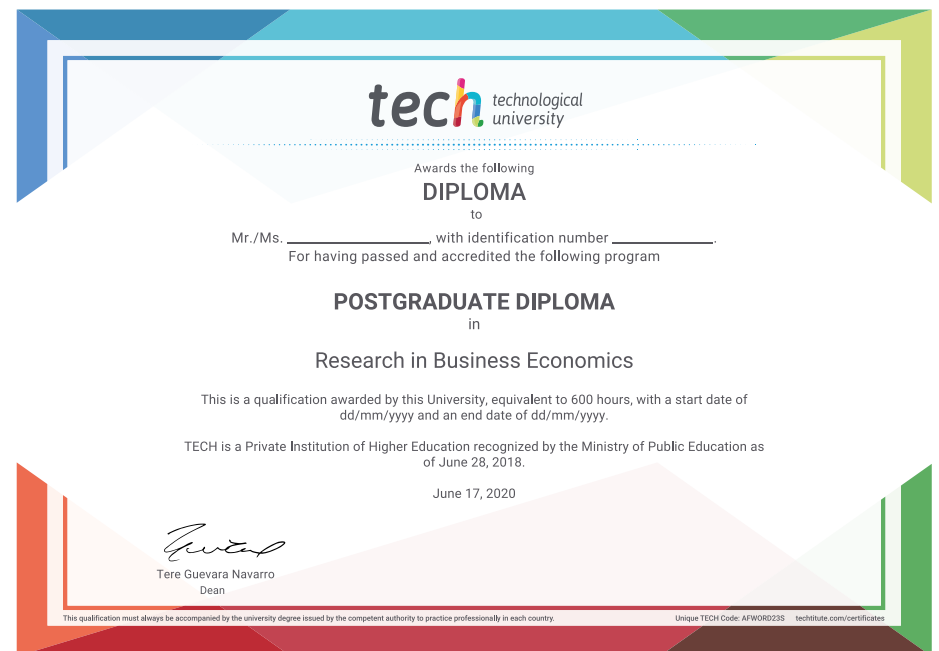 tech technological
university
Awards the following
DIPLOMA
to
Mr./Ms. ____________, with identification number ____________.
For having passed and accredited the following program
POSTGRADUATE DIPLOMA
in
Research in Business Economics
This is a qualification awarded by this University, equivalent to 600 hours, with a start date of
dd/mm/yyyy and an end date of dd/mm/yyyy.
TECH is a Private Institution of Higher Education recognized by the Ministry of Public Education as
of June 28, 2018.
June 17, 2020
Tere Guevara Navarro
Dean
This qualification must always be accompanied by the university degree issued by the competent authority to practice professionally in each country.
Unique TECH Code: AFWORD23S techtitute.com/certificates